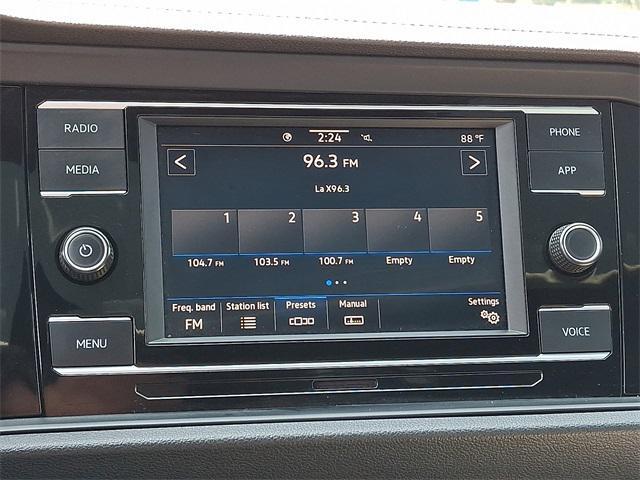 RADIO
MEDIA
MENU
2:24
88 °F
96.3 FM
La X96.3
1 2 3 4 5
104.7 FM 103.5 FM 100.7 FM Empty Empty
Freq. band Station list Presets Manual Settings
FM
PHONE
APP
VOICE